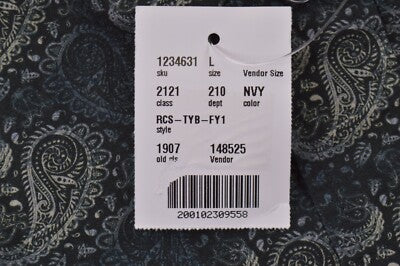 1234631 L
sku size Vendor Size
2121 210 NVY
class dept color
RCS-TYB-FY1
style
1907 148525
old cls Vendor
200102309558